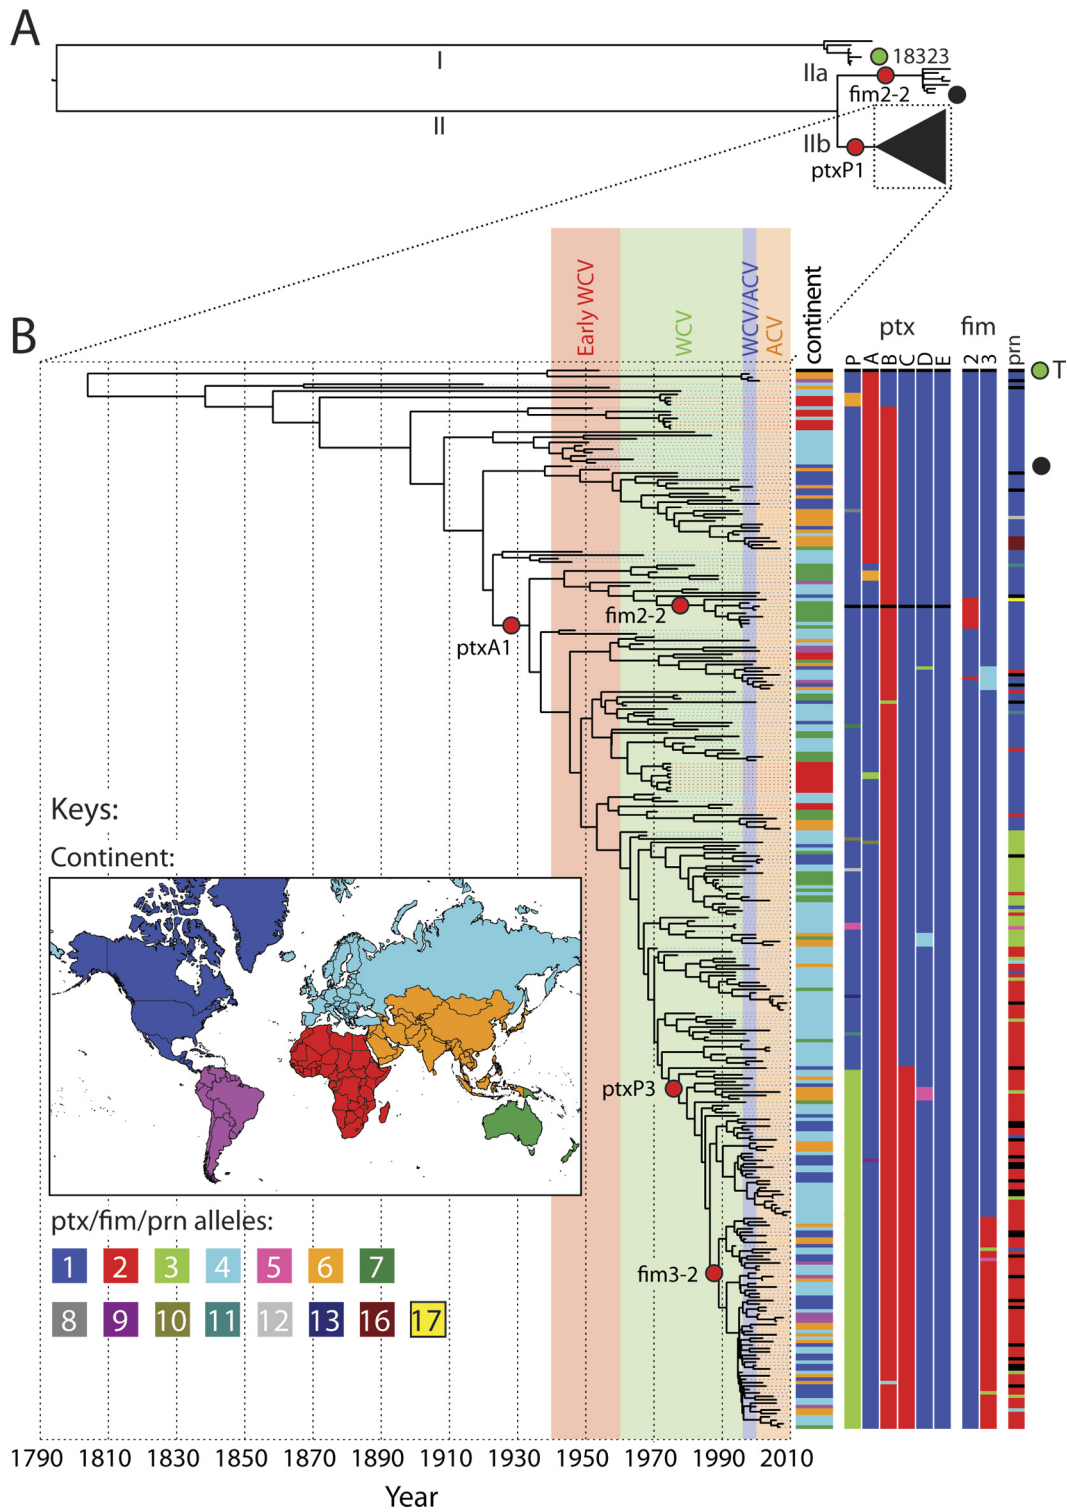 A
I
18323
IIa
fim2-2
II
IIb
ptxP1
B
Early WCV
WCV
WCV/ACV
ACV
continent
ptx
fim
P
A
B
C
D
E
2
3
prn
T
fim2-2
ptxA1
Keys:
Continent:
ptxP3
ptx/fim/prn alleles:
1 2 3 4 5 6 7
fim3-2
8 9 10 11 12 13 16 17
1790 1810 1830 1850 1870 1890 1910 1930 1950 1970 1990 2010
Year